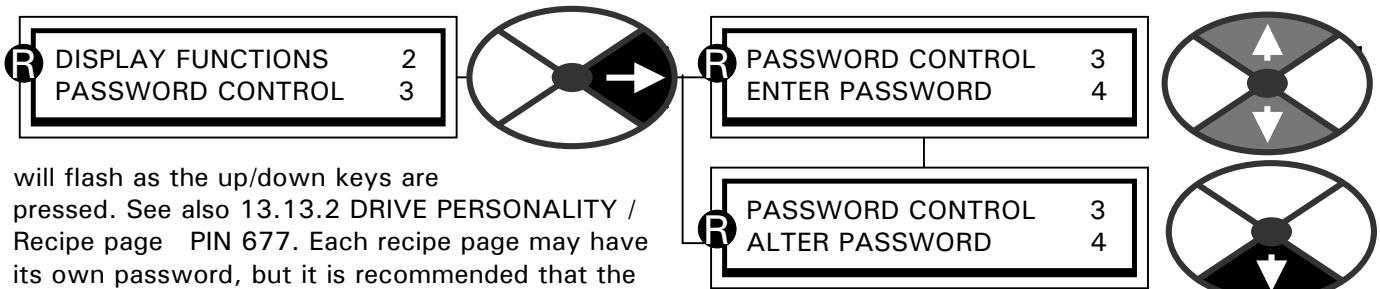 R DISPLAY FUNCTIONS 2
PASSWORD CONTROL 3
R PASSWORD CONTROL 3
ENTER PASSWORD 4
R PASSWORD CONTROL 3
ALTER PASSWORD 4
will flash as the up/down keys are
pressed. See also 13.13.2 DRIVE PERSONALITY /
Recipe page PIN 677. Each recipe page may have
its own password, but it is recommended that the